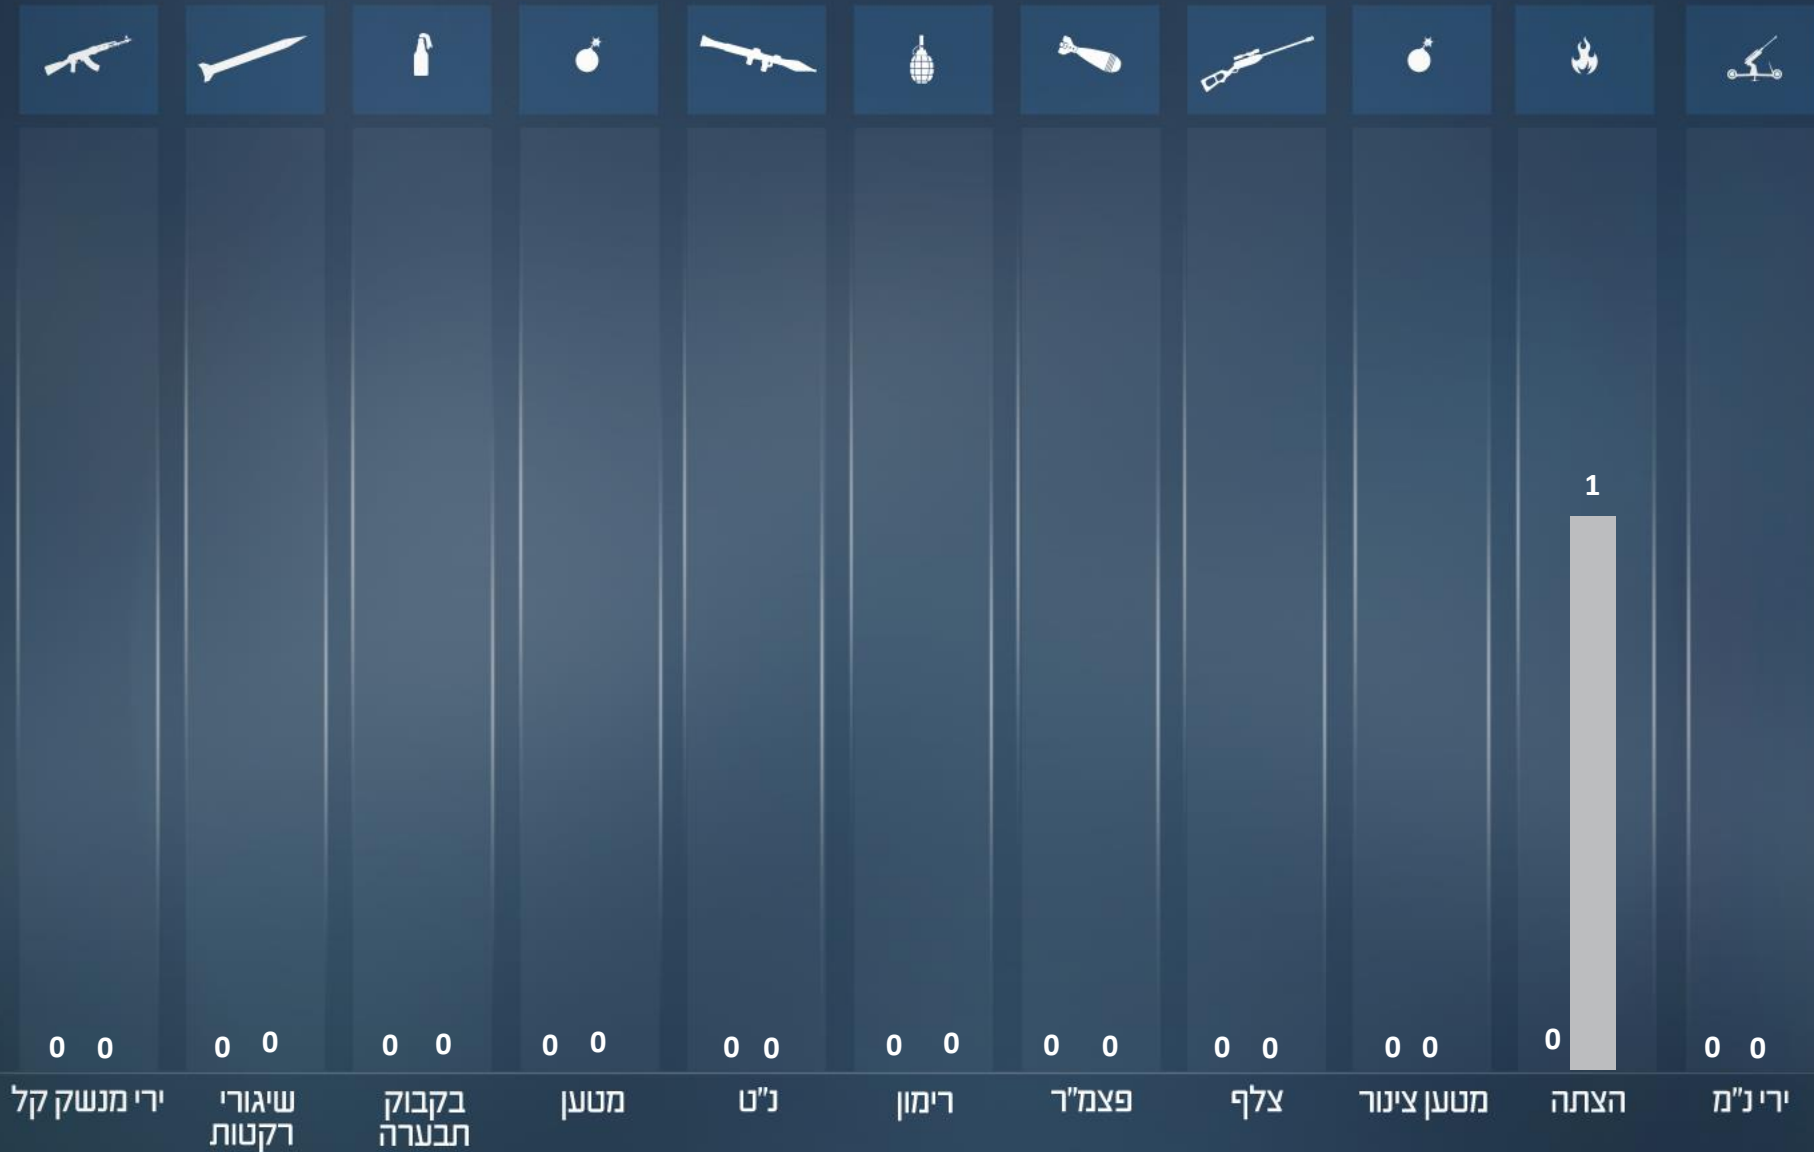 1
0 0
0 0
0 0
0 0
0 0
0 0
0 0
0 0
0 0
0
0 0
ירי מנשק קל
שיגורי
רקטות
בקבוק
תבערה
מטען
נ"ט
רימון
פצמ"ר
צלף
מטען צינור
הצתה
ירי נ"מ